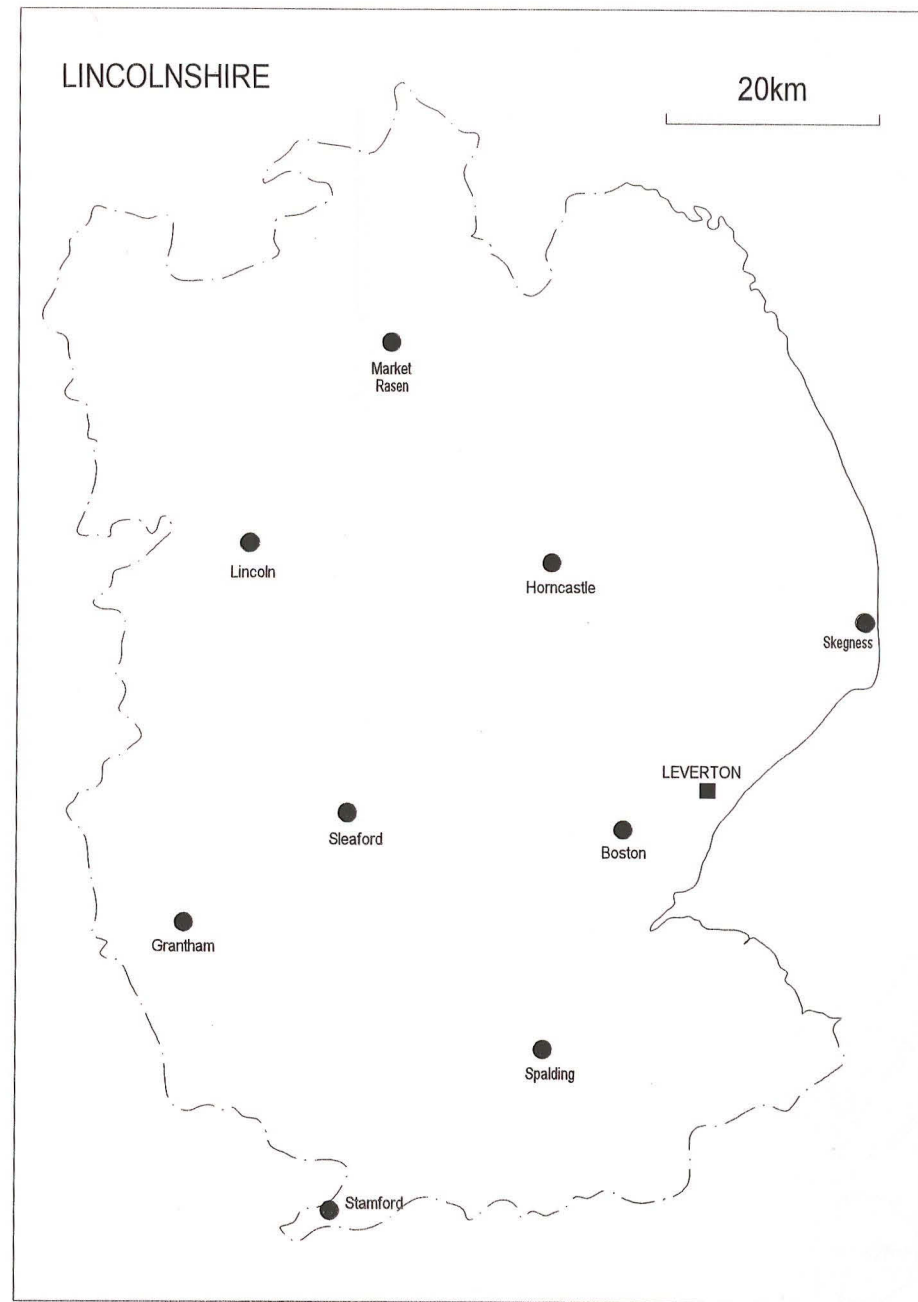 LINCOLNSHIRE
20km
Market
Rasen
Lincoln
Horncastle
Skegness
LEVERTON
Sleaford
Boston
Grantham
Spalding
Stamford